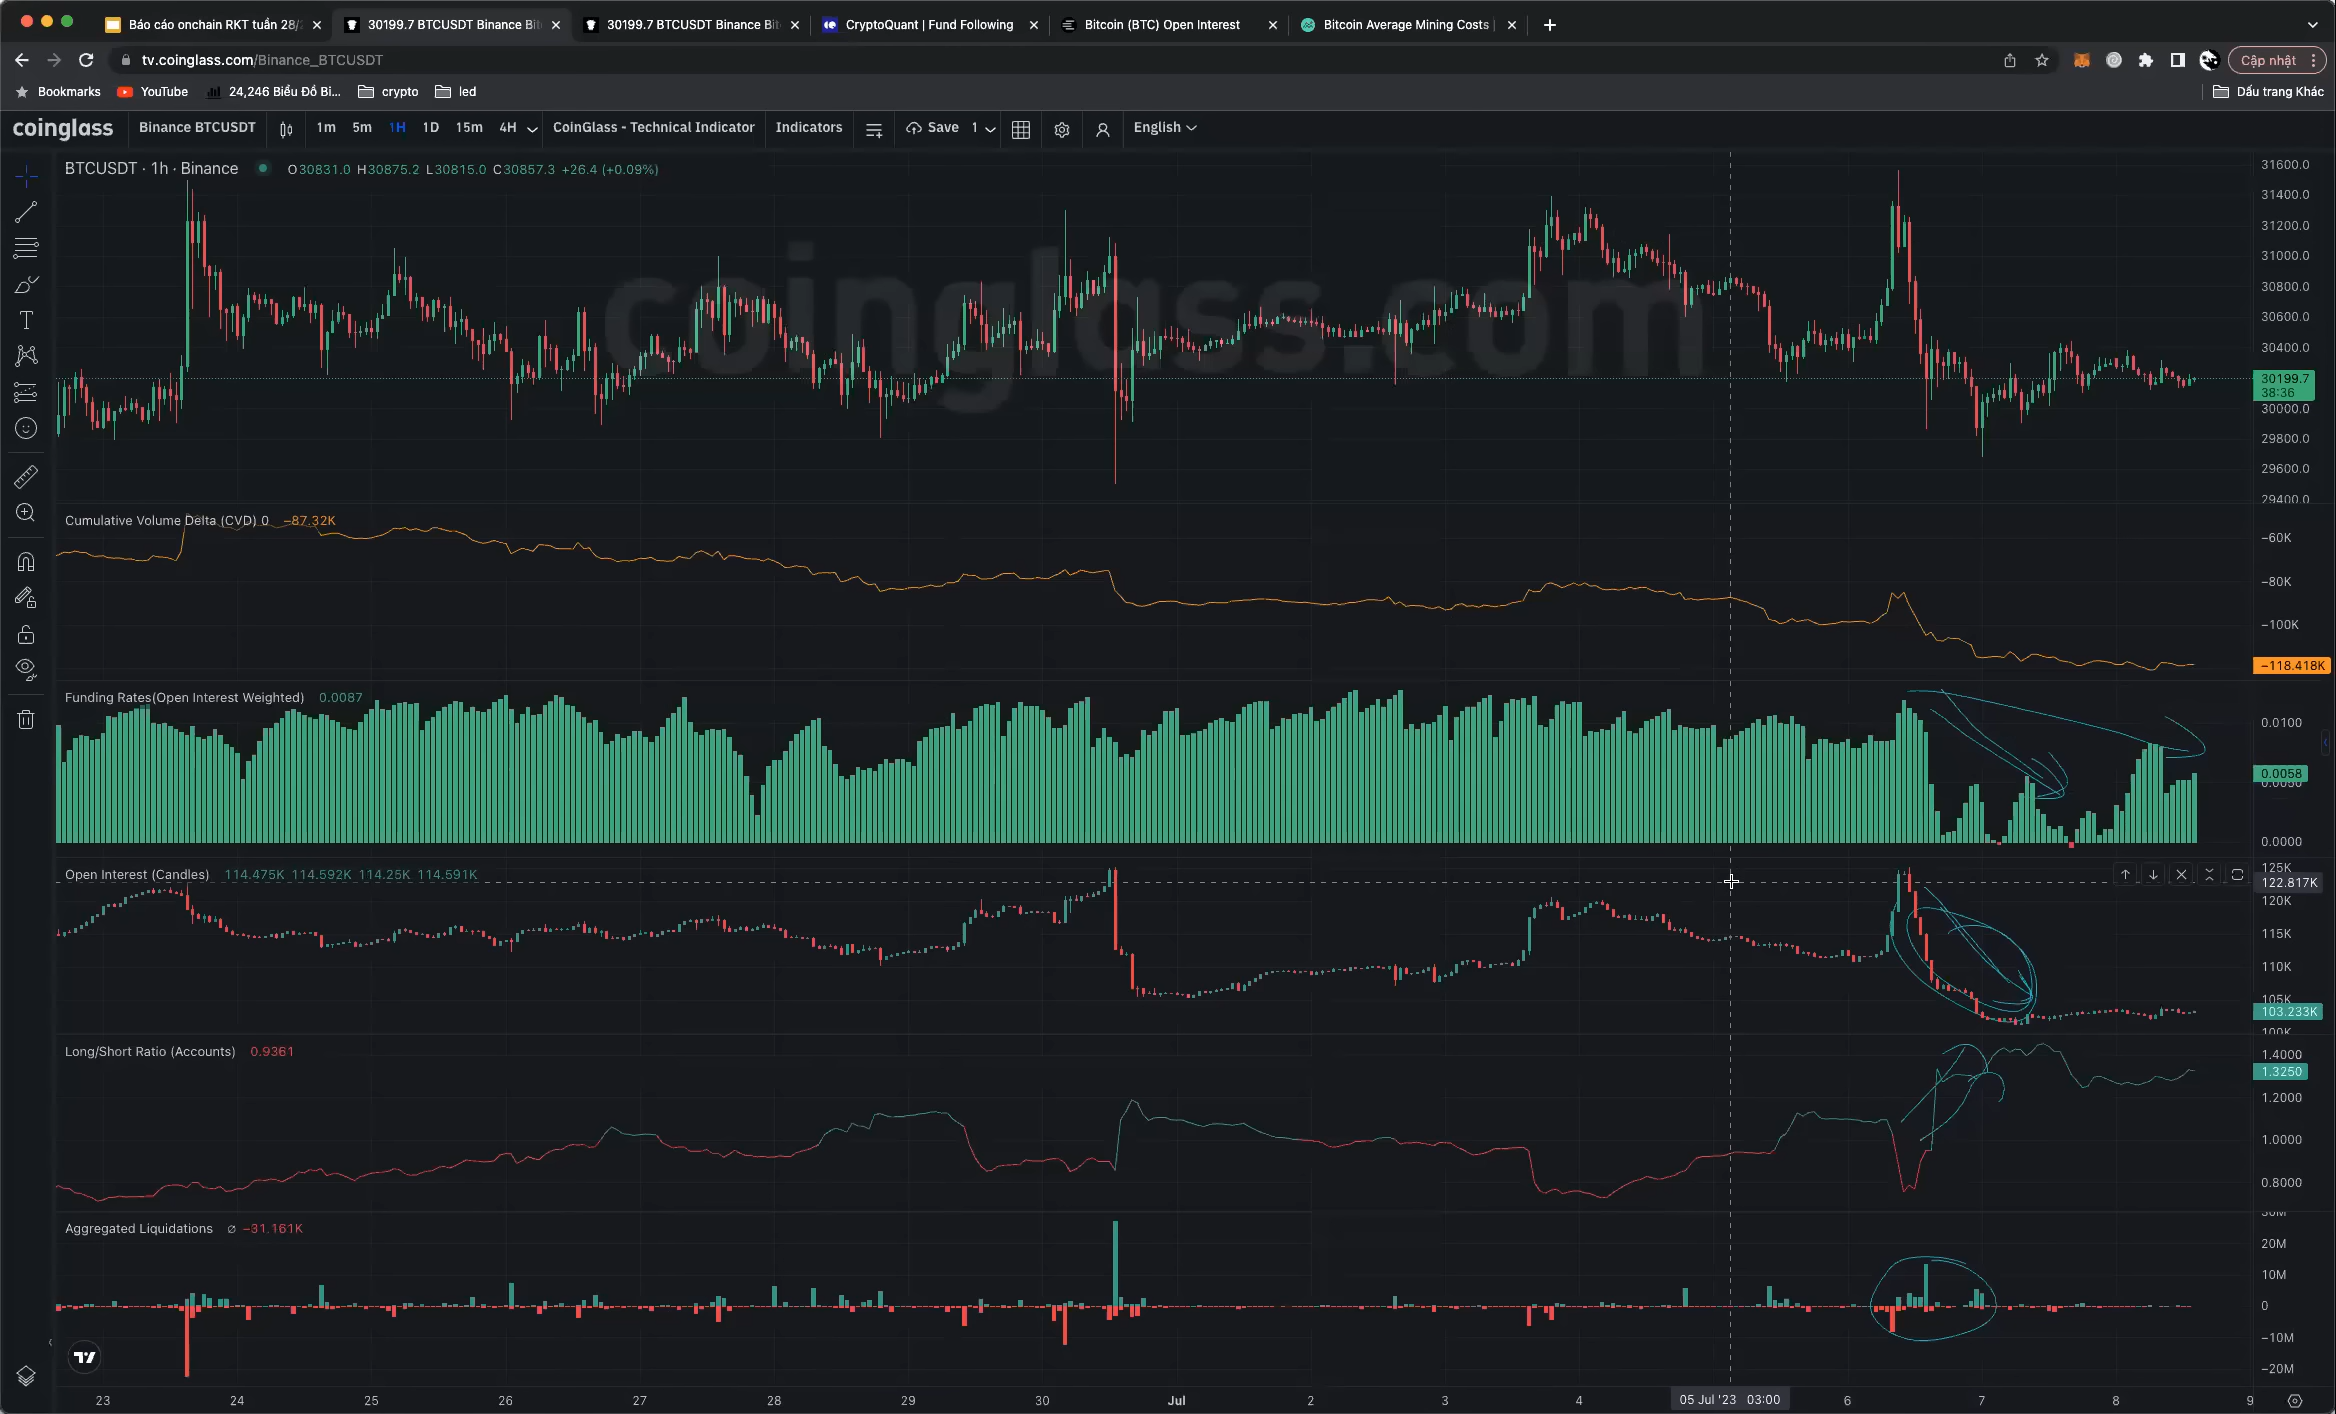 Báo cáo onchain RKT tuần 28/
30199.7 BTCUSDT Binance Bit
30199.7 BTCUSDT Binance Bit
CryptoQuant | Fund Following
Bitcoin (BTC) Open Interest
Bitcoin Average Mining Costs |
tv.coinglass.com/Binance_BTCUSDT
Cập nhật
Bookmarks
YouTube
24,246 Biểu Đồ Bi...
crypto
led
Dấu trang Khác
coinglass
Binance BTCUSDT
1m 5m 1H 1D 15m 4H
CoinGlass - Technical Indicator
Indicators
Save 1
English
BTCUSDT · 1h · Binance
O30831.0 H30875.2 L30815.0 C30857.3 +26.4 (+0.09%)
coinglass.com
31600.0
31400.0
31200.0
31000.0
30800.0
30600.0
30400.0
30199.7
38:36
30000.0
29800.0
29600.0
29400.0
Cumulative Volume Delta (CVD) 0 −87.32K
−60K
−80K
−100K
−118.418K
Funding Rates(Open Interest Weighted) 0.0087
0.0100
0.0058
0.0050
0.0000
Open Interest (Candles) 114.475K 114.592K 114.25K 114.591K
125K
122.817K
120K
115K
110K
105K
103.233K
100K
Long/Short Ratio (Accounts) 0.9361
1.4000
1.3250
1.2000
1.0000
0.8000
Aggregated Liquidations ∅ −31.161K
30M
20M
10M
0
−10M
−20M
23 24 25 26 27 28 29 30 Jul 2 3 4 05 Jul '23 03:00 6 7 8 9